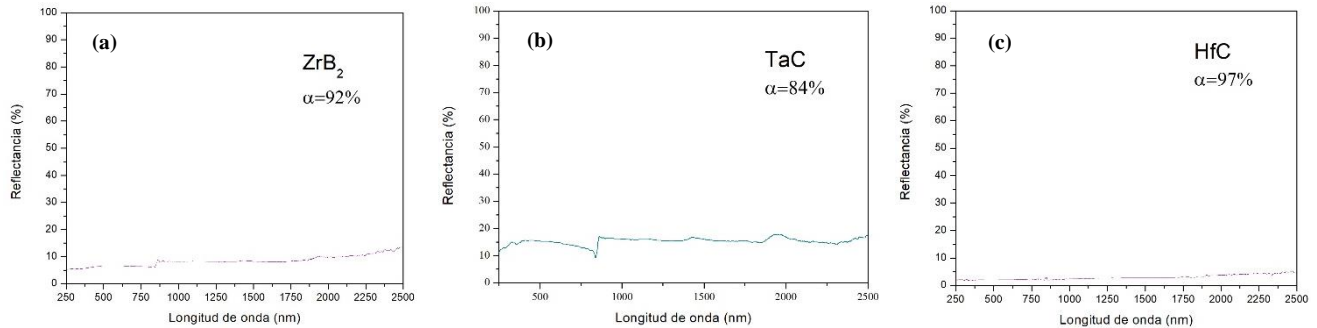 (a)
ZrB₂
α=92%
Reflectancia (%)
100
90
80
70
60
50
40
30
20
10
0
250 500 750 1000 1250 1500 1750 2000 2250 2500
Longitud de onda (nm)
(b)
TaC
α=84%
Reflectancia (%)
100
90
80
70
60
50
40
30
20
10
0
500 1000 1500 2000 2500
Longitud de onda (nm)
(c)
HfC
α=97%
Reflectancia (%)
100
90
80
70
60
50
40
30
20
10
5
0
250 500 750 1000 1250 1500 1750 2000 2250 2500
Longitud de onda (nm)